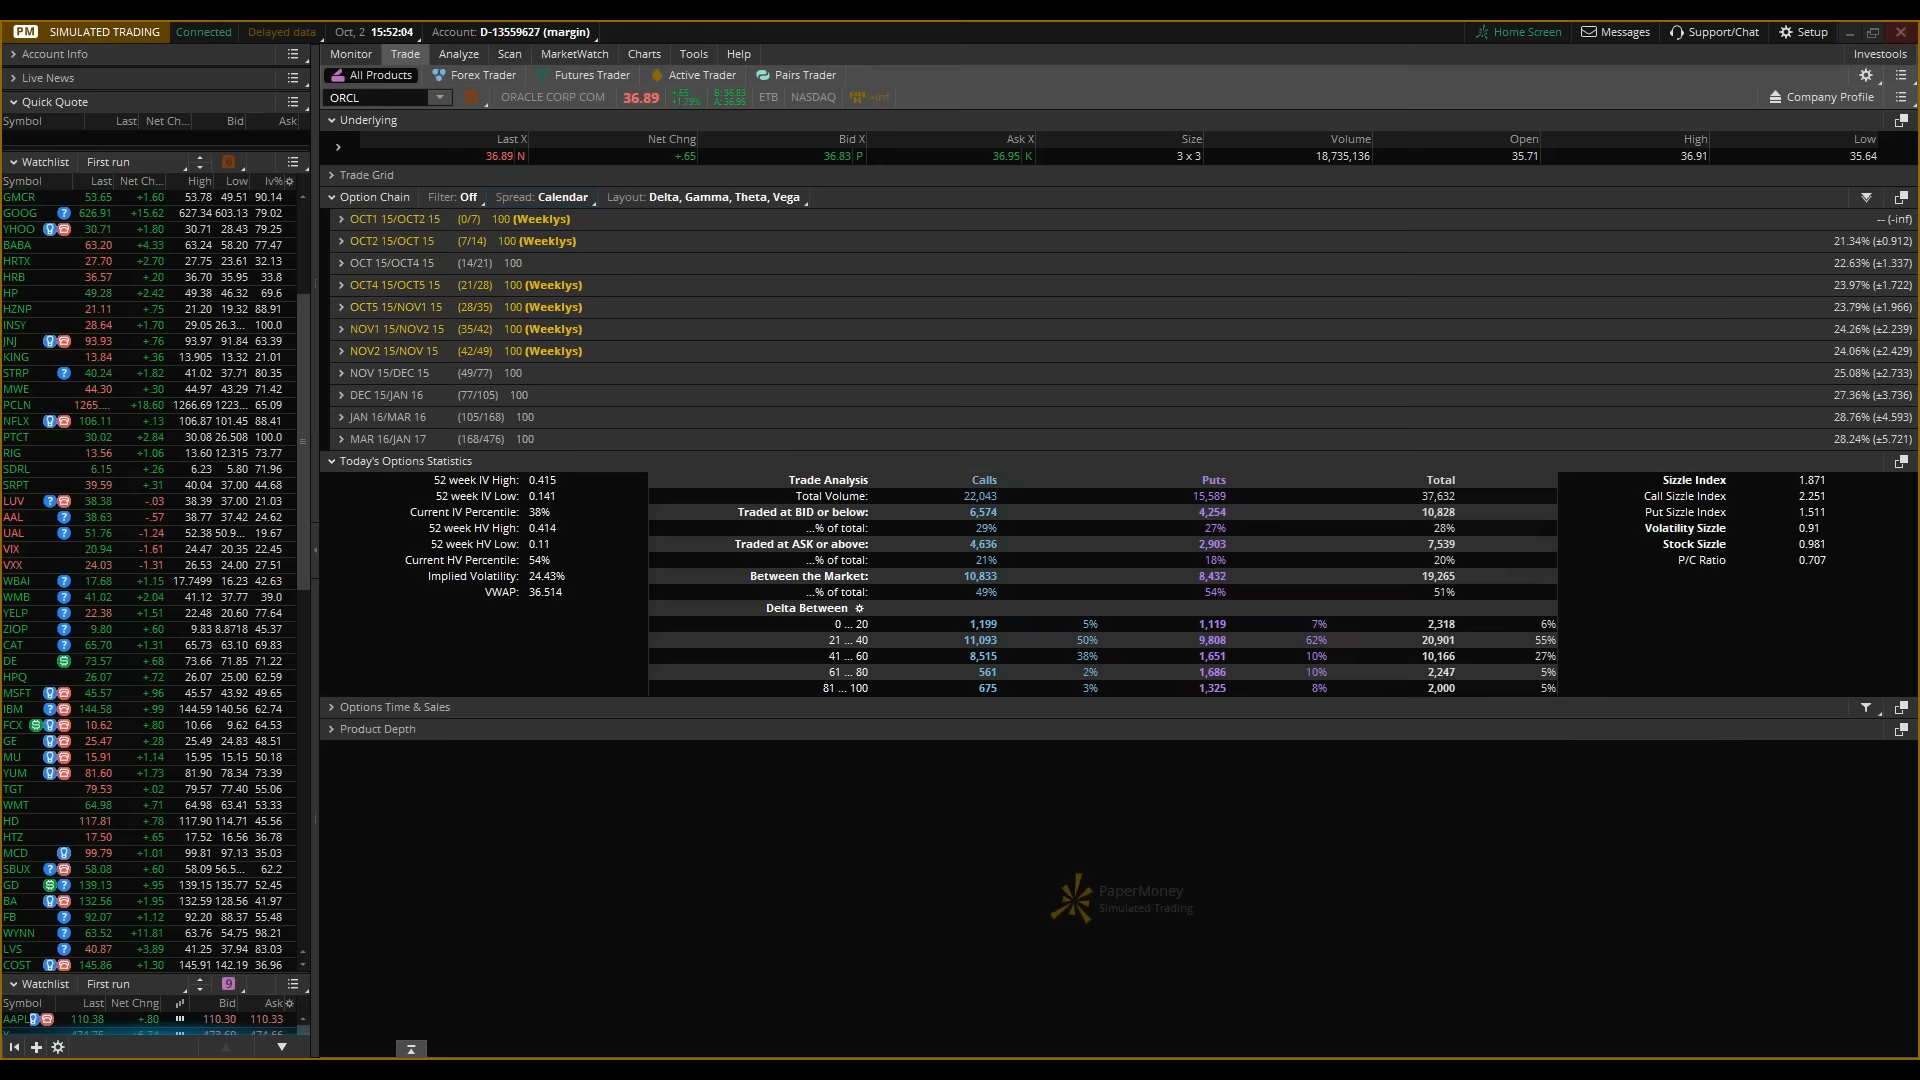 PM SIMULATED TRADING Connected Delayed data Oct, 2 15:52:04 Account: D-13559627 (margin) Home Screen Messages Support/Chat Setup
Account Info
Monitor Trade Analyze Scan MarketWatch Charts Tools Help Investools
Live News
All Products Forex Trader Futures Trader Active Trader Pairs Trader
Quick Quote
ORCL ORACLE CORP COM 36.89 +.65 +1.79% B: 36.83 A: 36.95 ETB NASDAQ Company Profile
Symbol Last Net Ch... Bid Ask
Underlying
Last X Net Chng Bid X Ask X Size Volume Open High Low
36.89 N +.65 36.83 P 36.95 K 3 x 3 18,735,136 35.71 36.91 35.64
Trade Grid
Option Chain Filter: Off Spread: Calendar Layout: Delta, Gamma, Theta, Vega
OCT1 15/OCT2 15 (0/7) 100 (Weeklys) -- (-inf)
OCT2 15/OCT 15 (7/14) 100 (Weeklys) 21.34% (±0.912)
OCT 15/OCT4 15 (14/21) 100 22.63% (±1.337)
OCT4 15/OCT5 15 (21/28) 100 (Weeklys) 23.97% (±1.722)
OCT5 15/NOV1 15 (28/35) 100 (Weeklys) 23.79% (±1.966)
NOV1 15/NOV2 15 (35/42) 100 (Weeklys) 24.26% (±2.239)
NOV2 15/NOV 15 (42/49) 100 (Weeklys) 24.06% (±2.429)
NOV 15/DEC 15 (49/77) 100 25.08% (±2.733)
DEC 15/JAN 16 (77/105) 100 27.36% (±3.736)
JAN 16/MAR 16 (105/168) 100 28.76% (±4.593)
MAR 16/JAN 17 (168/476) 100 28.24% (±5.721)
Today's Options Statistics
52 week IV High: 0.415
52 week IV Low: 0.141
Current IV Percentile: 38%
52 week HV High: 0.414
52 week HV Low: 0.11
Current HV Percentile: 54%
Implied Volatility: 24.43%
VWAP: 36.514
Trade Analysis Calls Puts Total
Total Volume: 22,043 15,589 37,632
Traded at BID or below: 6,574 4,254 10,828
...% of total: 29% 27% 28%
Traded at ASK or above: 4,636 2,903 7,539
...% of total: 21% 18% 20%
Between the Market: 10,833 8,432 19,265
...% of total: 49% 54% 51%
Delta Between
0 ... 20 1,199 5% 1,119 7% 2,318 6%
21 ... 40 11,093 50% 9,808 62% 20,901 55%
41 ... 60 8,515 38% 1,651 10% 10,166 27%
61 ... 80 561 2% 1,686 10% 2,247 5%
81 ... 100 675 3% 1,325 8% 2,000 5%
Sizzle Index 1.871
Call Sizzle Index 2.251
Put Sizzle Index 1.511
Volatility Sizzle 0.91
Stock Sizzle 0.981
P/C Ratio 0.707
Options Time & Sales
Product Depth
PaperMoney
Simulated Trading
Watchlist First run 6
Symbol Last Net Ch... High Low Iv%
GMCR 53.65 +1.60 53.78 49.51 90.14
GOOG 626.91 +15.62 627.34 603.13 79.02
YHOO 30.71 +1.80 30.71 28.43 79.25
BABA 63.20 +4.33 63.24 58.20 77.47
HRTX 27.70 +2.70 27.75 23.61 32.13
HRB 36.57 +.20 36.70 35.95 33.8
HP 49.28 +2.42 49.38 46.32 69.6
HZNP 21.11 +.75 21.20 19.32 88.91
INSY 28.64 +1.70 29.05 26.3... 100.0
JNJ 93.93 +.76 93.97 91.84 63.39
KING 13.84 +.36 13.905 13.32 21.01
STRP 40.24 +1.82 41.02 37.71 80.35
MWE 44.30 +.30 44.97 43.29 71.42
PCLN 1265.... +18.60 1266.69 1223... 65.09
NFLX 106.11 +.13 106.87 101.45 88.41
PTCT 30.02 +2.84 30.08 26.508 100.0
RIG 13.56 +1.06 13.60 12.315 73.77
SDRL 6.15 +.26 6.23 5.80 71.96
SRPT 39.59 +.31 40.04 37.00 44.68
LUV 38.38 -.03 38.39 37.00 21.03
AAL 38.63 -.57 38.77 37.42 24.62
UAL 51.76 -1.24 52.38 50.9... 19.67
VIX 20.94 -1.61 24.47 20.35 22.45
VXX 24.03 -1.31 26.53 24.00 27.51
WBAI 17.68 +1.15 17.7499 16.23 42.63
WMB 41.02 +2.04 41.12 37.77 39.0
YELP 22.38 +1.51 22.48 20.60 77.64
ZIOP 9.80 +.60 9.83 8.8718 45.37
CAT 65.70 +1.31 65.73 63.10 69.83
DE 73.57 +.68 73.66 71.85 71.22
HPQ 26.07 +.72 26.07 25.00 62.59
MSFT 45.57 +.96 45.57 43.92 49.65
IBM 144.58 +.99 144.59 140.56 62.74
FCX 10.62 +.80 10.66 9.62 64.53
GE 25.47 +.28 25.49 24.83 48.51
MU 15.91 +1.14 15.95 15.15 50.18
YUM 81.60 +1.73 81.90 78.34 73.39
TGT 79.53 +.02 79.57 77.40 55.06
WMT 64.98 +.71 64.98 63.41 53.33
HD 117.81 +.78 117.90 114.71 45.56
HTZ 17.50 +.65 17.52 16.56 36.78
MCD 99.79 +1.01 99.81 97.13 35.03
SBUX 58.08 +.60 58.09 56.5... 62.2
GD 139.13 +.95 139.15 135.77 52.45
BA 132.56 +1.95 132.59 128.56 41.97
FB 92.07 +1.12 92.20 88.37 55.48
WYNN 63.52 +11.81 63.76 54.75 98.21
LVS 40.87 +3.89 41.25 37.94 83.03
COST 145.86 +1.30 145.91 142.19 36.96
Watchlist First run 9
Symbol Last Net Chng Bid Ask
AAPL 110.38 +.80 110.30 110.33